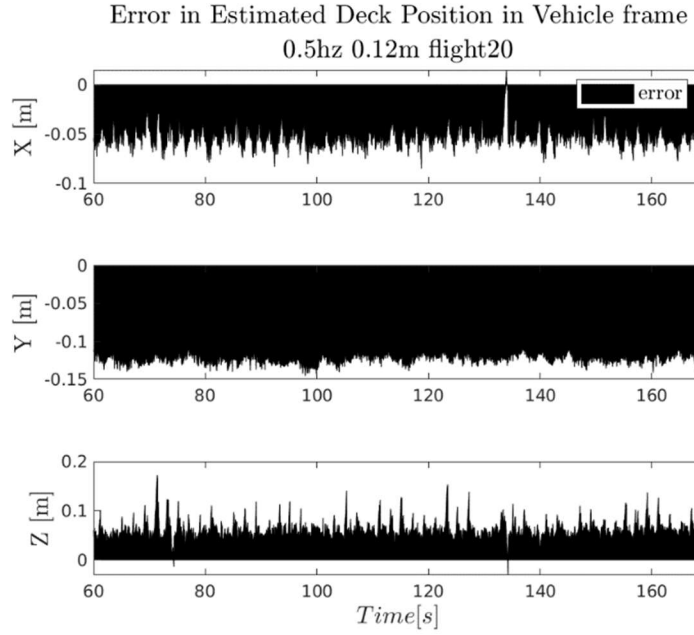 Error in Estimated Deck Position in Vehicle frame
0.5hz 0.12m flight20
X [m]
0
-0.05
-0.1
error
60 80 100 120 140 160
Y [m]
0
-0.05
-0.1
-0.15
60 80 100 120 140 160
Z [m]
0.2
0.1
0
60 80 100 120 140 160
Time[s]